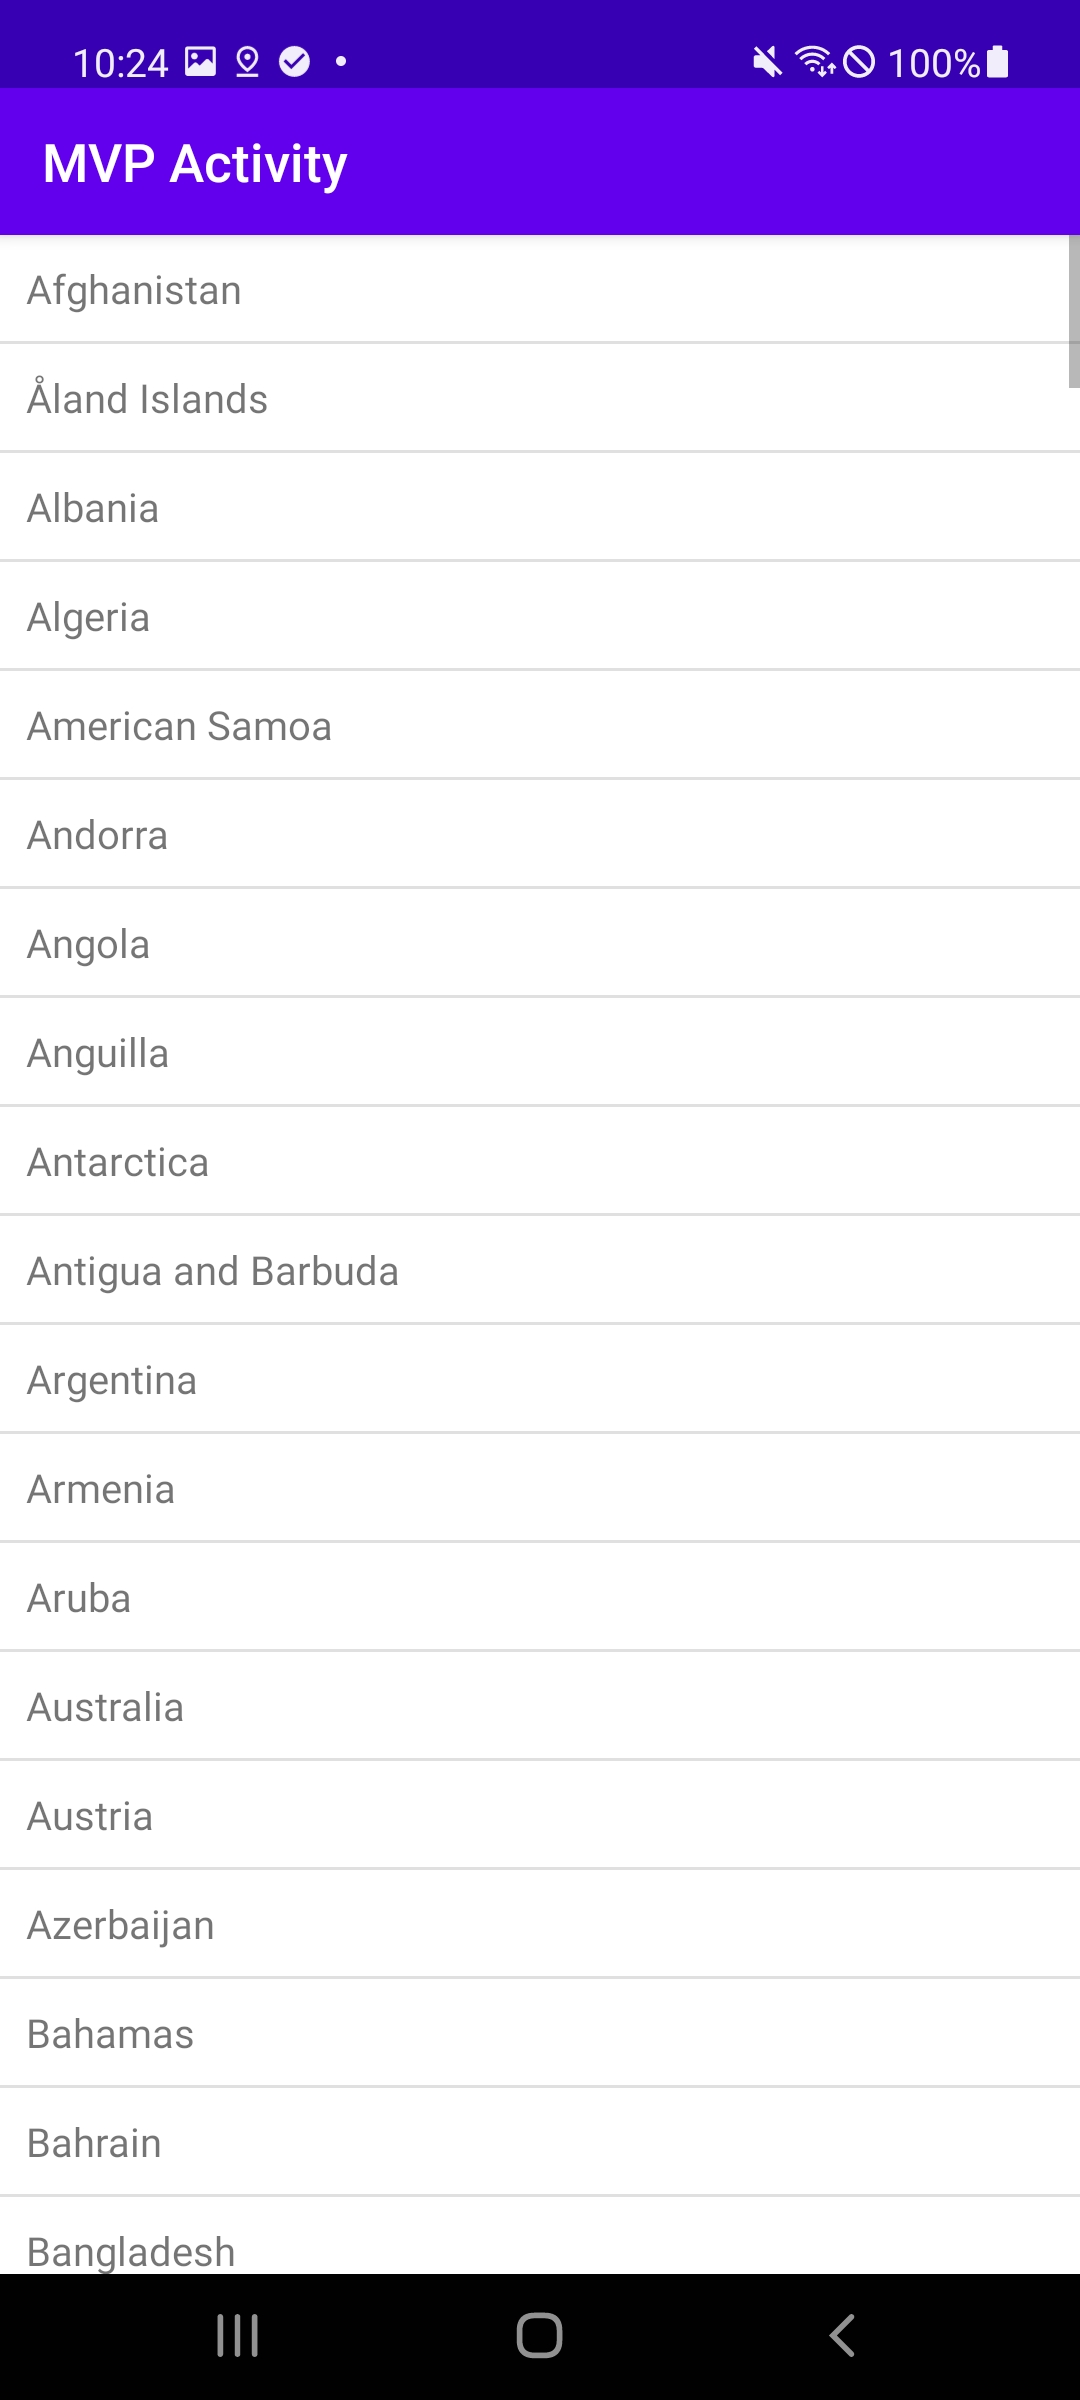 10:24
100%
MVP Activity
Afghanistan
Åland Islands
Albania
Algeria
American Samoa
Andorra
Angola
Anguilla
Antarctica
Antigua and Barbuda
Argentina
Armenia
Aruba
Australia
Austria
Azerbaijan
Bahamas
Bahrain
Bangladesh